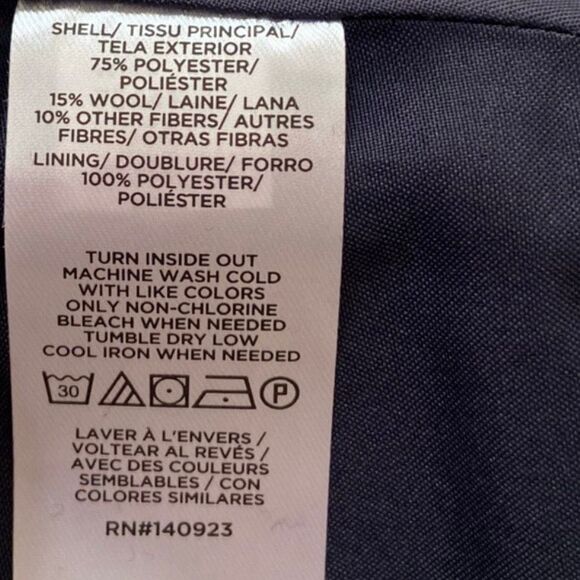 SHELL/ TISSU PRINCIPAL/
TELA EXTERIOR
75% POLYESTER/
POLIÉSTER
15% WOOL/ LAINE/ LANA
10% OTHER FIBERS/ AUTRES
FIBRES/ OTRAS FIBRAS
LINING/ DOUBLURE/ FORRO
100% POLYESTER/
POLIÉSTER
TURN INSIDE OUT
MACHINE WASH COLD
WITH LIKE COLORS
ONLY NON-CHLORINE
BLEACH WHEN NEEDED
TUMBLE DRY LOW
COOL IRON WHEN NEEDED
30 P
LAVER À L'ENVERS /
VOLTEAR AL REVÉS /
AVEC DES COULEURS
SEMBLABLES / CON
COLORES SIMILARES
RN#140923